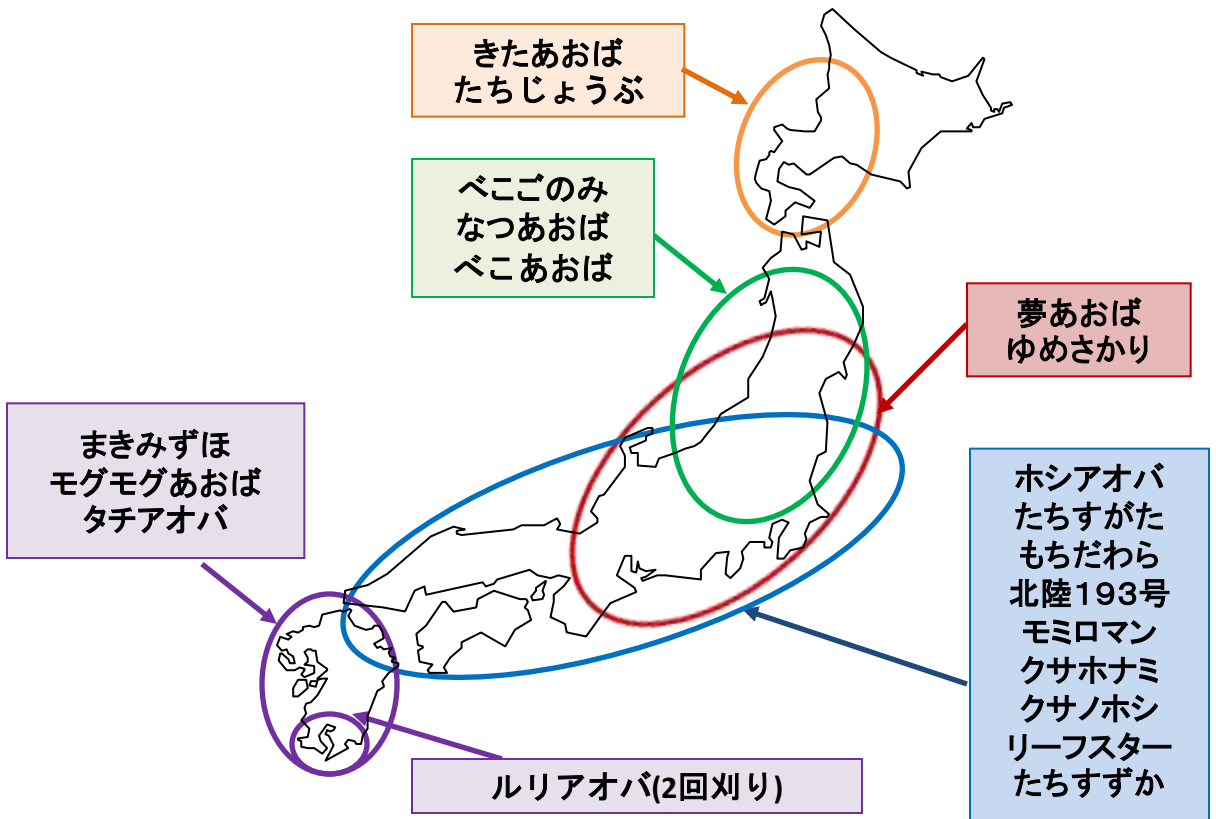 きたあおば
たちじょうぶ
べこごのみ
なつあおば
べこあおば
夢あおば
ゆめさかり
まきみずほ
モグモグあおば
タチアオバ
ホシアオバ
たちすがた
もちだわら
北陸１９３号
モミロマン
クサホナミ
クサノホシ
リーフスター
たちすずか
ルリアオバ(2回刈り)